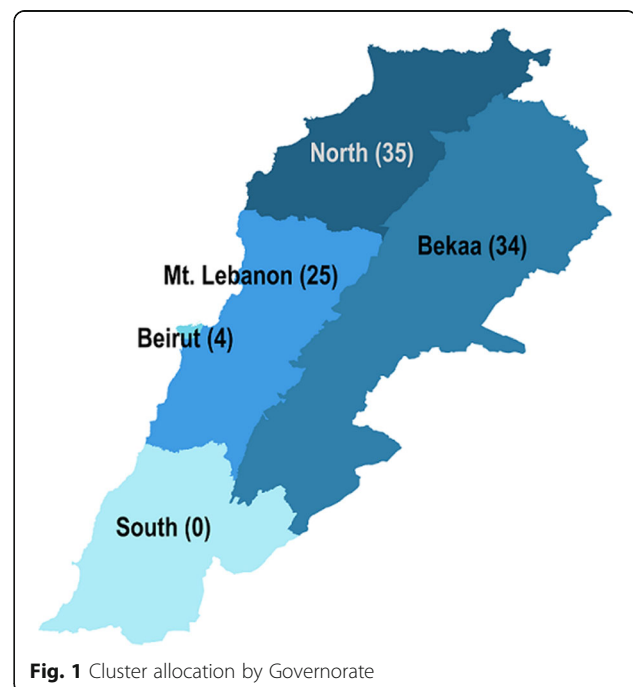 North (35)
Bekaa (34)
Mt. Lebanon (25)
Beirut (4)
South (0)
Fig. 1 Cluster allocation by Governorate